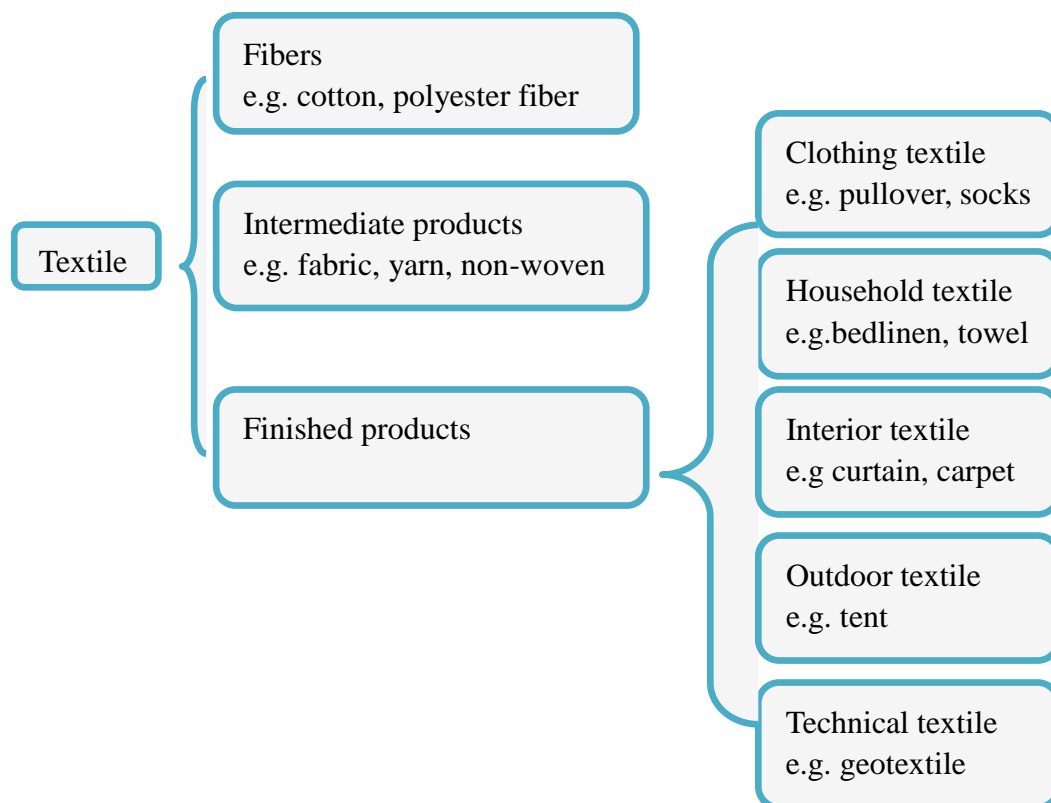 Textile
Fibers
e.g. cotton, polyester fiber
Intermediate products
e.g. fabric, yarn, non-woven
Finished products
Clothing textile
e.g. pullover, socks
Household textile
e.g.bedlinen, towel
Interior textile
e.g curtain, carpet
Outdoor textile
e.g. tent
Technical textile
e.g. geotextile